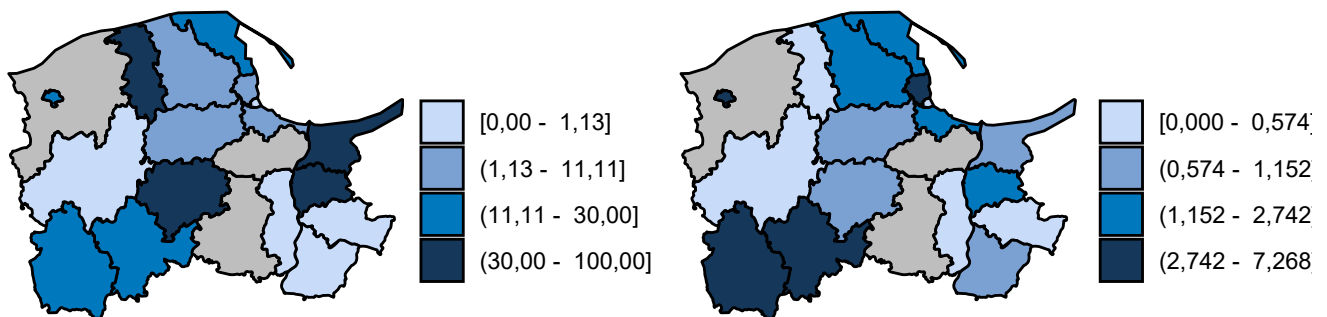 [0,00 - 1,13]
(1,13 - 11,11]
(11,11 - 30,00]
(30,00 - 100,00]
[0,000 - 0,574]
(0,574 - 1,152]
(1,152 - 2,742]
(2,742 - 7,268]